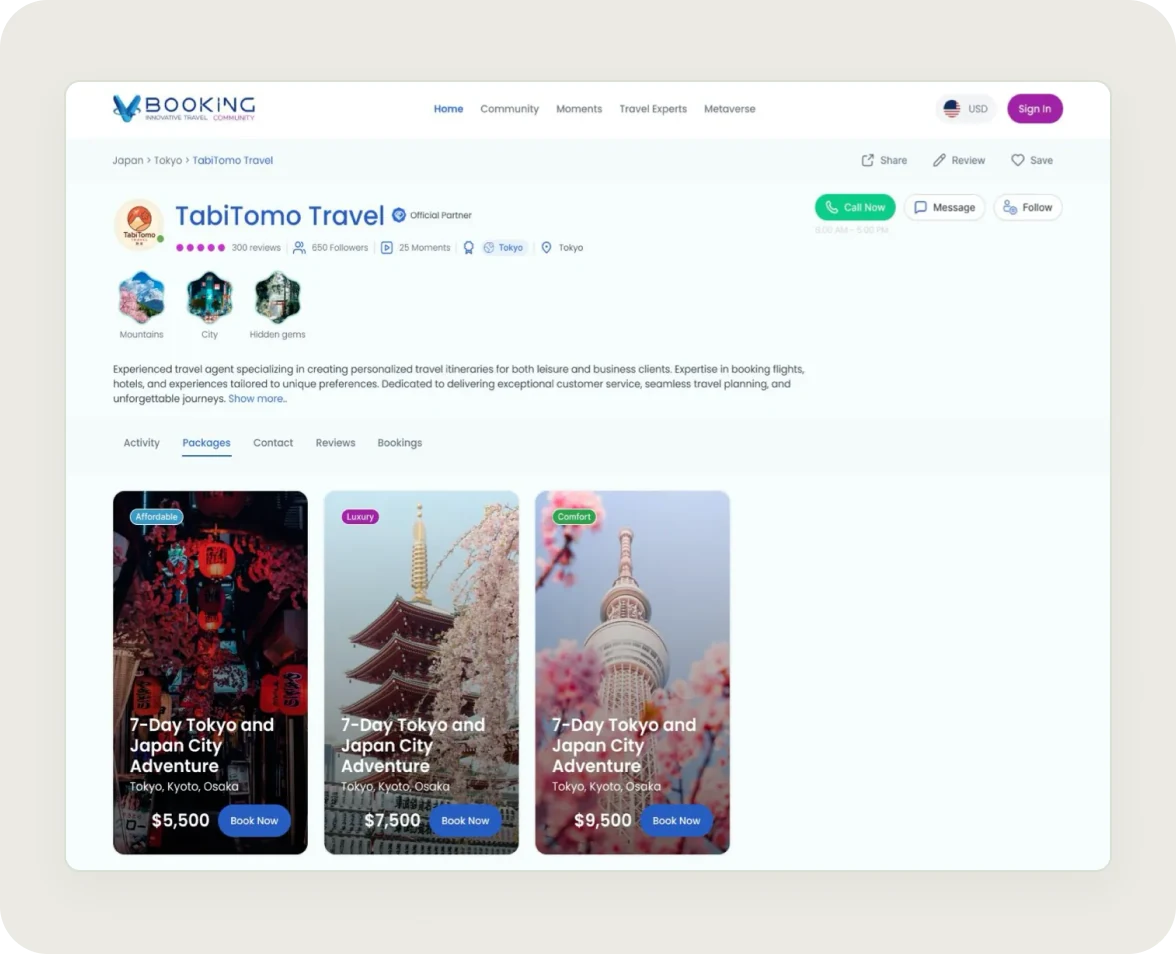 BOOKING
INNOVATIVE TRAVEL COMMUNITY
Home Community Moments Travel Experts Metaverse
USD Sign In
Japan > Tokyo > TabiTomo Travel
Share Review Save
TabiTomo
TabiTomo Travel Official Partner
Call Now Message Follow
8:00 AM – 5:00 PM
300 reviews 650 Followers 25 Moments Tokyo Tokyo
Mountains City Hidden gems
Experienced travel agent specializing in creating personalized travel itineraries for both leisure and business clients. Expertise in booking flights,
hotels, and experiences tailored to unique preferences. Dedicated to delivering exceptional customer service, seamless travel planning, and
unforgettable journeys. Show more..
Activity Packages Contact Reviews Bookings
Affordable
7-Day Tokyo and
Japan City
Adventure
Tokyo, Kyoto, Osaka
$5,500 Book Now
Luxury
7-Day Tokyo and
Japan City
Adventure
Tokyo, Kyoto, Osaka
$7,500 Book Now
Comfort
7-Day Tokyo and
Japan City
Adventure
Tokyo, Kyoto, Osaka
$9,500 Book Now